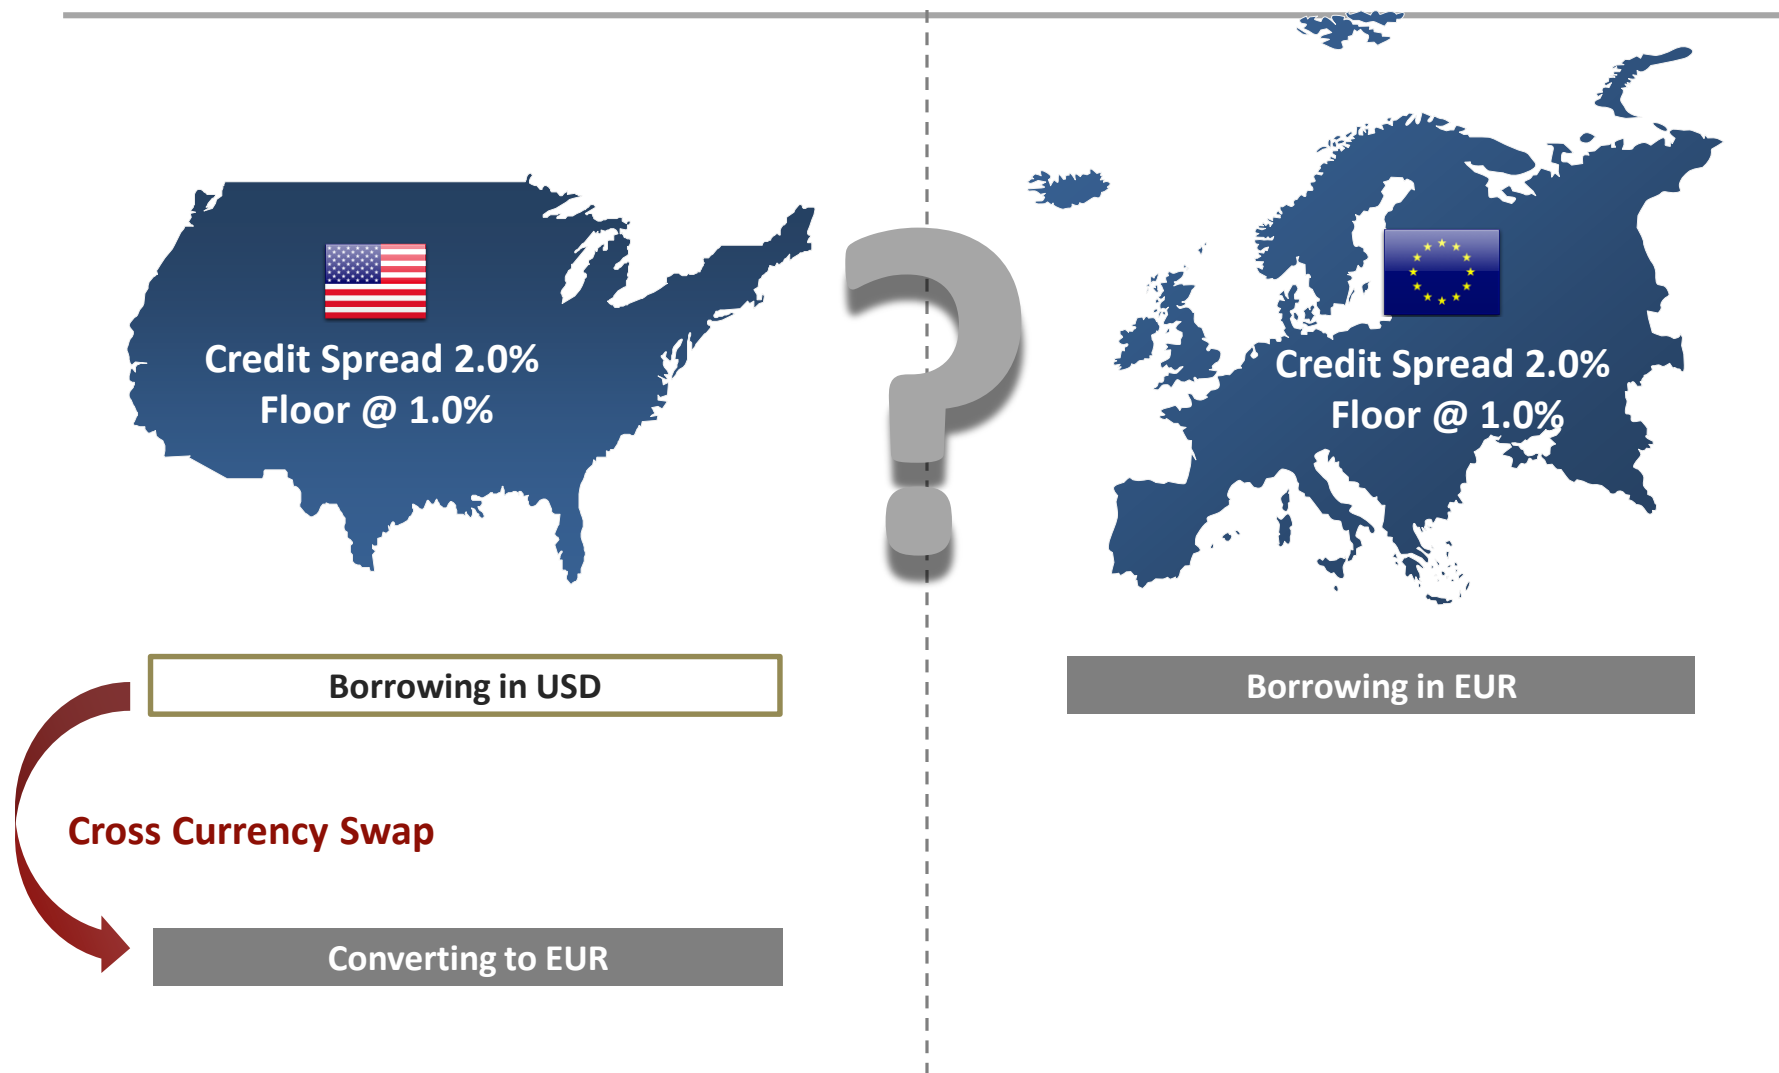 Credit Spread 2.0%
Floor @ 1.0%
?
Credit Spread 2.0%
Floor @ 1.0%
Borrowing in USD
Borrowing in EUR
Cross Currency Swap
Converting to EUR